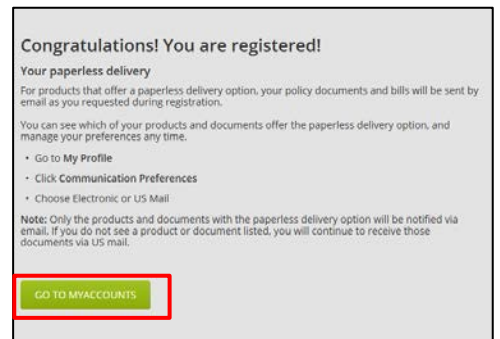 Congratulations! You are registered!
Your paperless delivery
For products that offer a paperless delivery option, your policy documents and bills will be sent by
email as you requested during registration.
You can see which of your products and documents offer the paperless delivery option, and
manage your preferences any time.
• Go to My Profile
• Click Communication Preferences
• Choose Electronic or US Mail
Note: Only the products and documents with the paperless delivery option will be notified via
email. If you do not see a product or document listed, you will continue to receive those
documents via US mail.
GO TO MYACCOUNTS